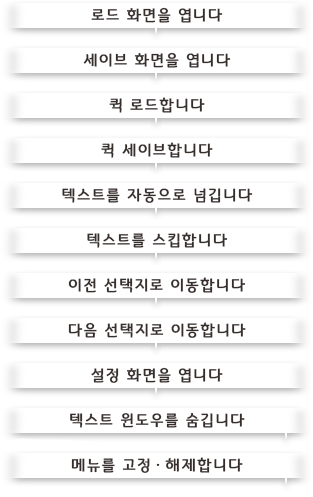 로드 화면을 엽니다
세이브 화면을 엽니다
퀵 로드합니다
퀵 세이브합니다
텍스트를 자동으로 넘깁니다
텍스트를 스킵합니다
이전 선택지로 이동합니다
다음 선택지로 이동합니다
설정 화면을 엽니다
텍스트 윈도우를 숨깁니다
메뉴를 고정·해제합니다